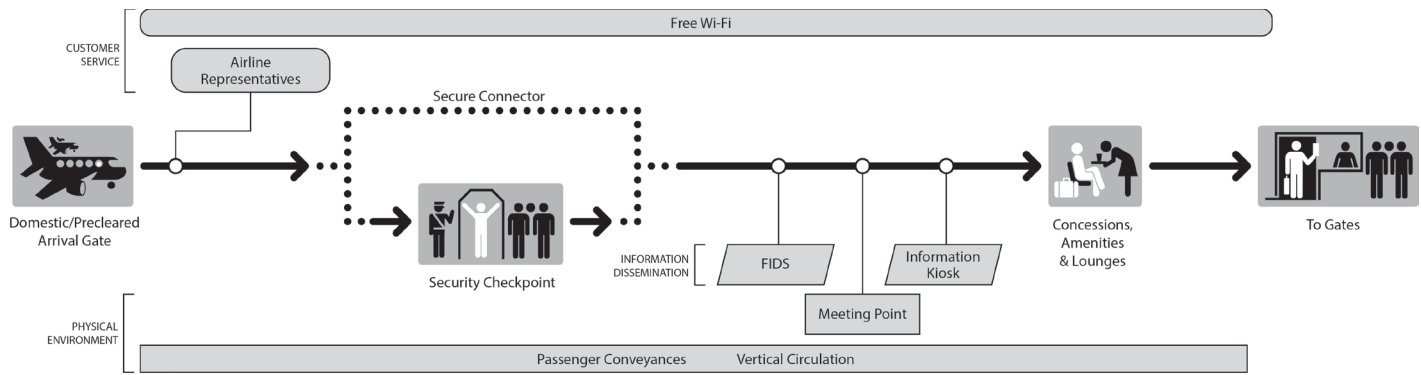 Free Wi-Fi
CUSTOMER
SERVICE
Airline
Representatives
Secure Connector
Domestic/Precleared
Arrival Gate
Security Checkpoint
INFORMATION
DISSEMINATION
FIDS
Information
Kiosk
Meeting Point
Concessions,
Amenities
& Lounges
To Gates
PHYSICAL
ENVIRONMENT
Passenger Conveyances
Vertical Circulation